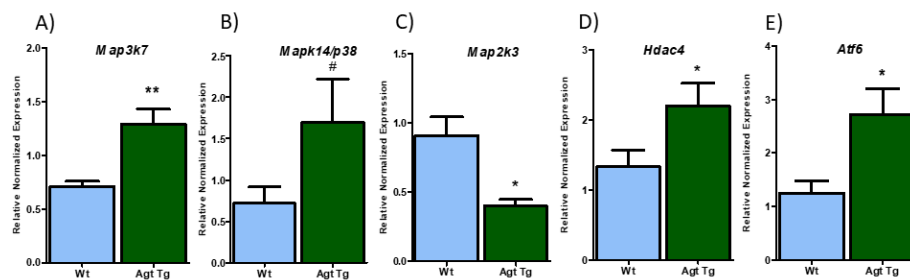 A)
Map3k7
Relative Normalized Expression
2.0
1.5
1.0
0.5
0.0
**
Wt
Agt Tg
B)
Mapk14/p38
Relative Normalized Expression
2.5
2.0
1.5
1.0
0.5
0.0
#
Wt
Agt Tg
C)
Map2k3
Relative Normalized Expression
1.5
1.0
0.5
0.0
*
Wt
Agt Tg
D)
Hdac4
Relative Normalized Expression
3
2
1
0
*
Wt
Agt Tg
E)
Atf6
Relative Normalized Expression
4
3
2
1
0
*
Wt
Agt Tg